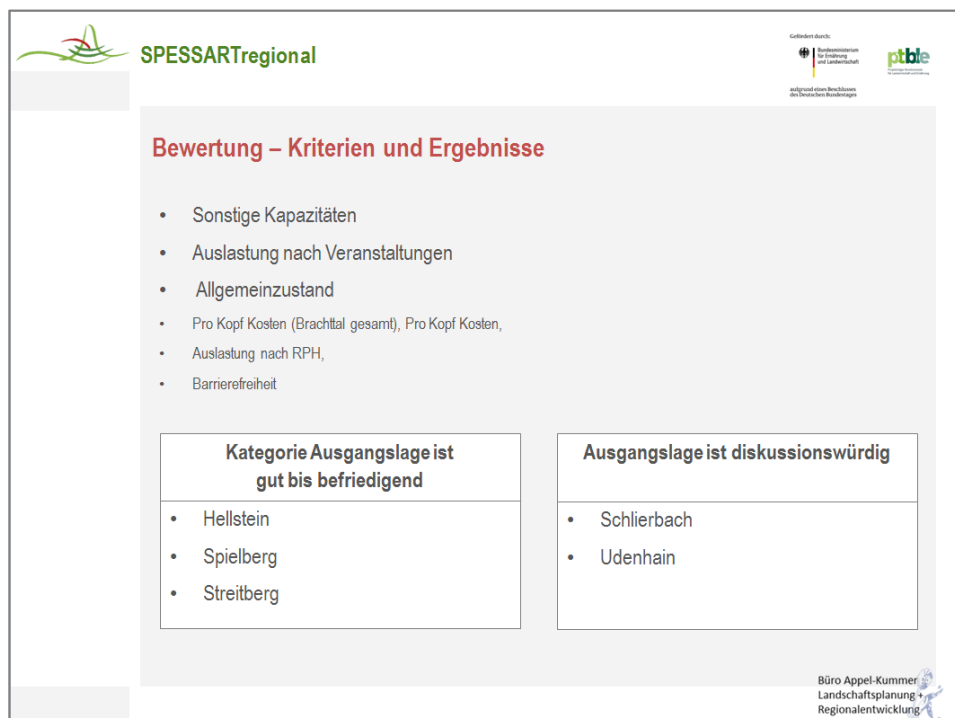 SPESSARTregional
Gefördert durch:
Bundesministerium
für Ernährung
und Landwirtschaft
ptble
aufgrund eines Beschlusses
des Deutschen Bundestages
Bewertung – Kriterien und Ergebnisse
• Sonstige Kapazitäten
• Auslastung nach Veranstaltungen
• Allgemeinzustand
• Pro Kopf Kosten (Brachttal gesamt), Pro Kopf Kosten,
• Auslastung nach RPH,
• Barrierefreiheit
Kategorie Ausgangslage ist
gut bis befriedigend
• Hellstein
• Spielberg
• Streitberg
Ausgangslage ist diskussionswürdig
• Schlierbach
• Udenhain
Büro Appel-Kummer
Landschaftsplanung +
Regionalentwicklung